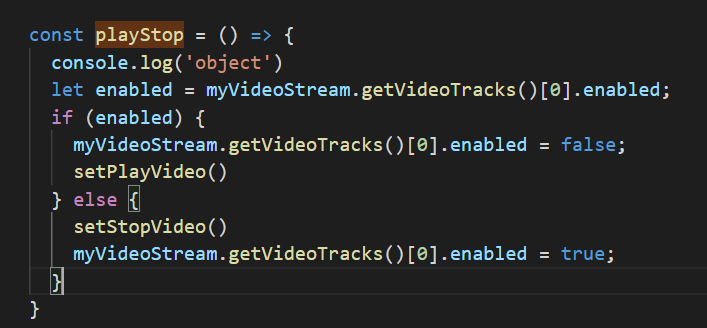 const playStop = () => {
  console.log('object')
  let enabled = myVideoStream.getVideoTracks()[0].enabled;
  if (enabled) {
    myVideoStream.getVideoTracks()[0].enabled = false;
    setPlayVideo()
  } else {
    setStopVideo()
    myVideoStream.getVideoTracks()[0].enabled = true;
  }
}